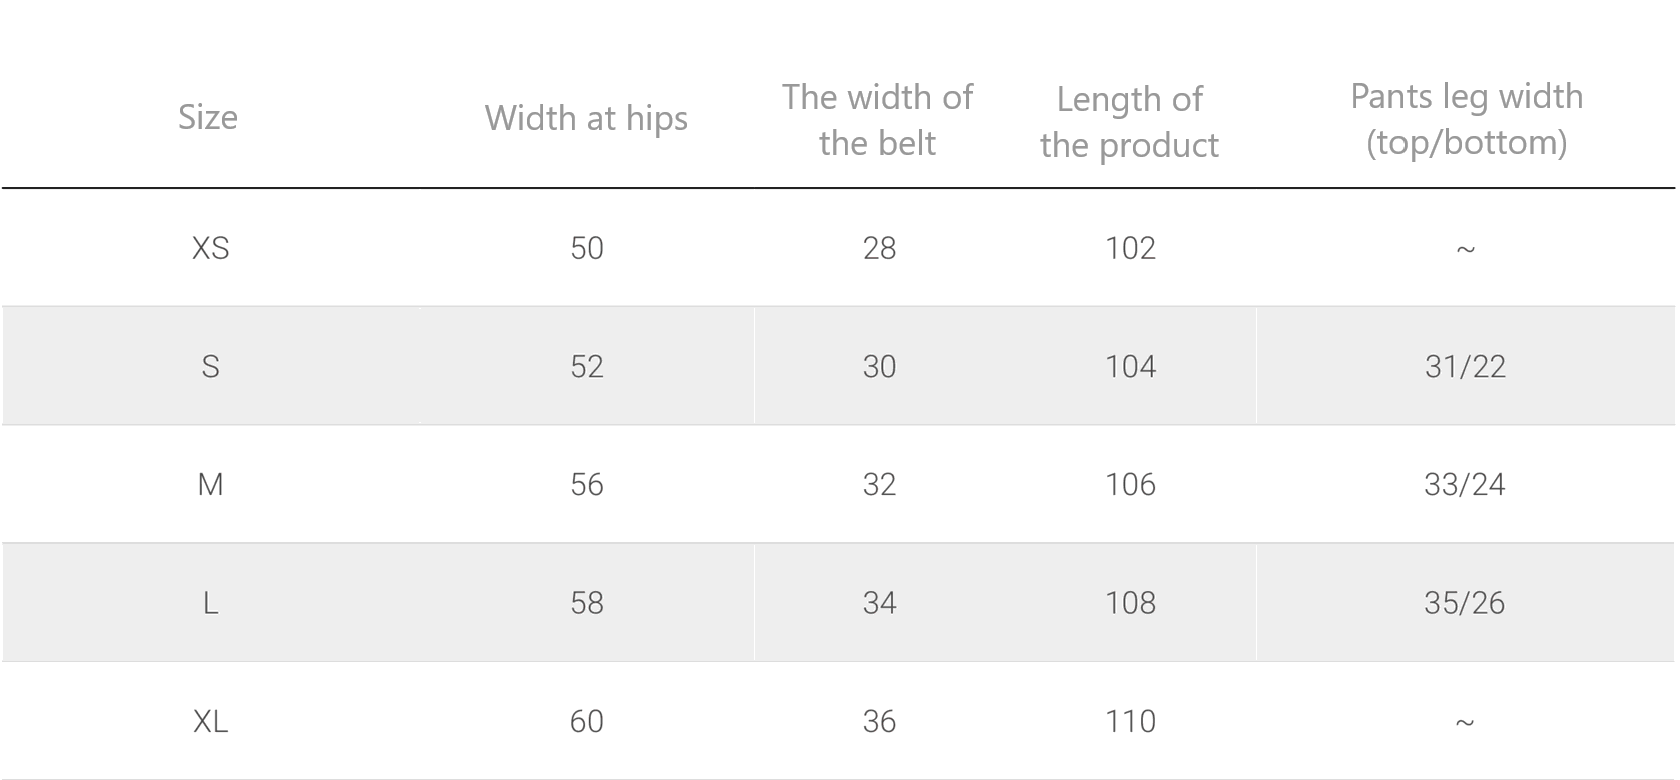 Size
Width at hips
The width of
the belt
Length of
the product
Pants leg width
(top/bottom)
XS 50 28 102 ~
S 52 30 104 31/22
M 56 32 106 33/24
L 58 34 108 35/26
XL 60 36 110 ~